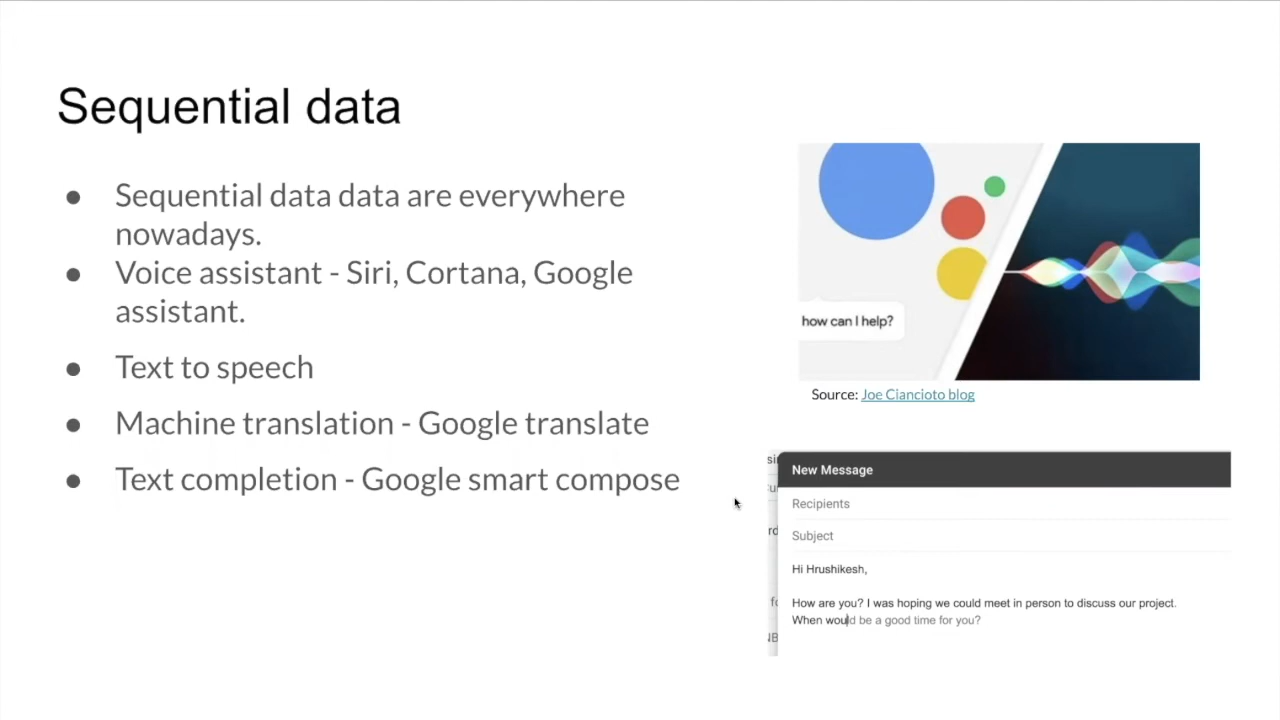 Sequential data
● Sequential data data are everywhere
nowadays.
● Voice assistant - Siri, Cortana, Google
assistant.
● Text to speech
● Machine translation - Google translate
● Text completion - Google smart compose
how can I help?
Source: Joe Ciancioto blog
New Message
Recipients
Subject
Hi Hrushikesh,
How are you? I was hoping we could meet in person to discuss our project.
When would be a good time for you?